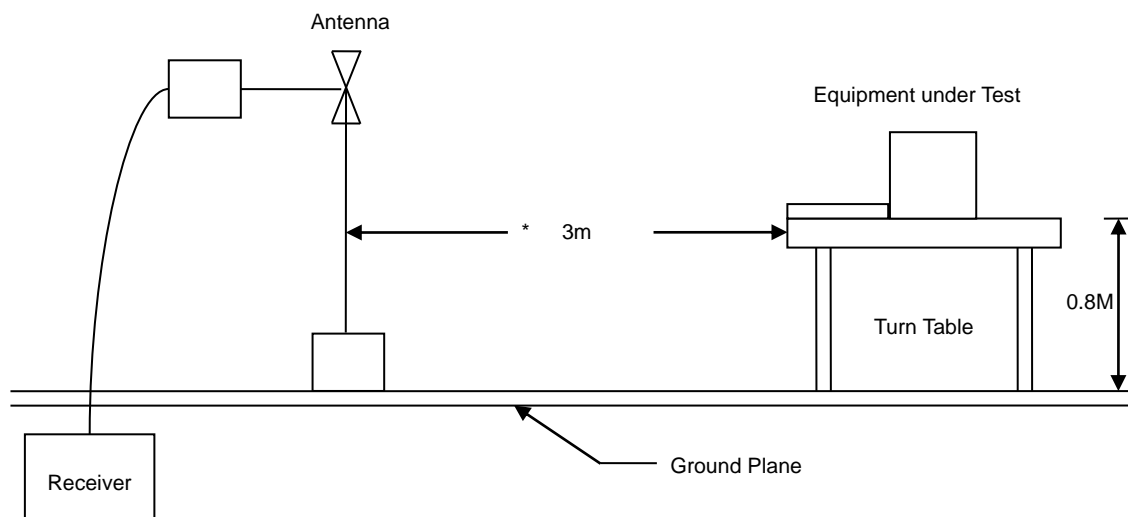 Antenna
Equipment under Test
* 3m
0.8M
Turn Table
Ground Plane
Receiver